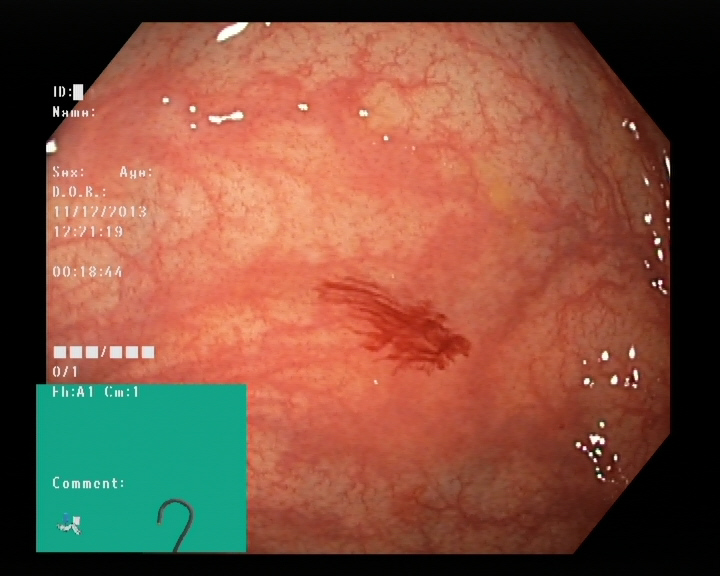 ID:
Name:
Sex: Age:
D.O.B.:
11/12/2013
12:21:19
00:18:44
0/1
Eh:A1 Cm:1
Comment: